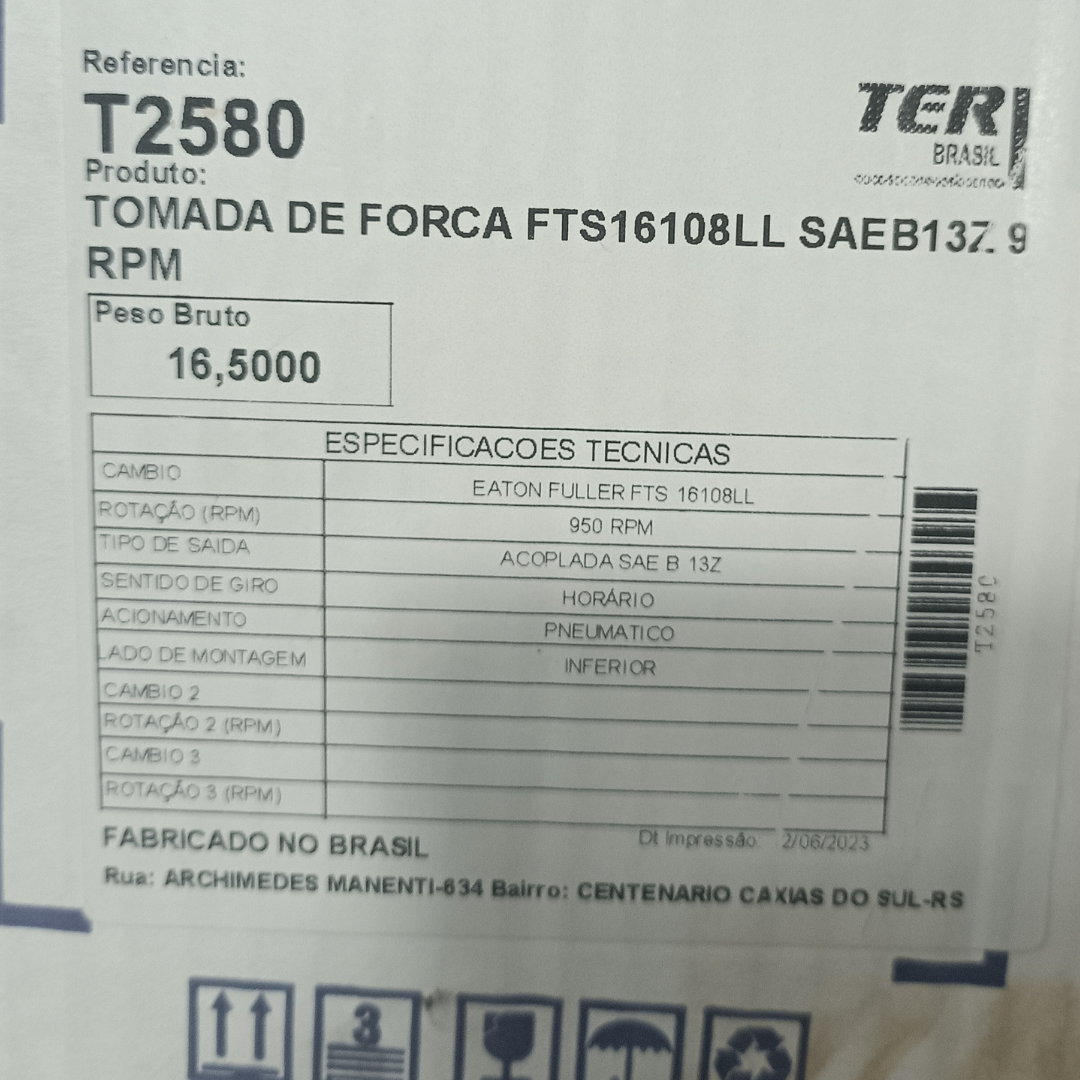 Referencia:
T2580
TER
BRASIL
Produto:
TOMADA DE FORCA FTS16108LL SAEB13Z 9
RPM
Peso Bruto
16,5000
ESPECIFICACOES TECNICAS
CAMBIO EATON FULLER FTS 16108LL
ROTAÇÃO (RPM) 950 RPM
TIPO DE SAIDA ACOPLADA SAE B 13Z
SENTIDO DE GIRO HORÁRIO
ACIONAMENTO PNEUMATICO
LADO DE MONTAGEM INFERIOR
CAMBIO 2
ROTAÇÃO 2 (RPM)
CAMBIO 3
ROTAÇÃO 3 (RPM)
T2580
FABRICADO NO BRASIL
Dt Impressão: 2/06/2023
Rua: ARCHIMEDES MANENTI-634 Bairro: CENTENARIO CAXIAS DO SUL-RS
3